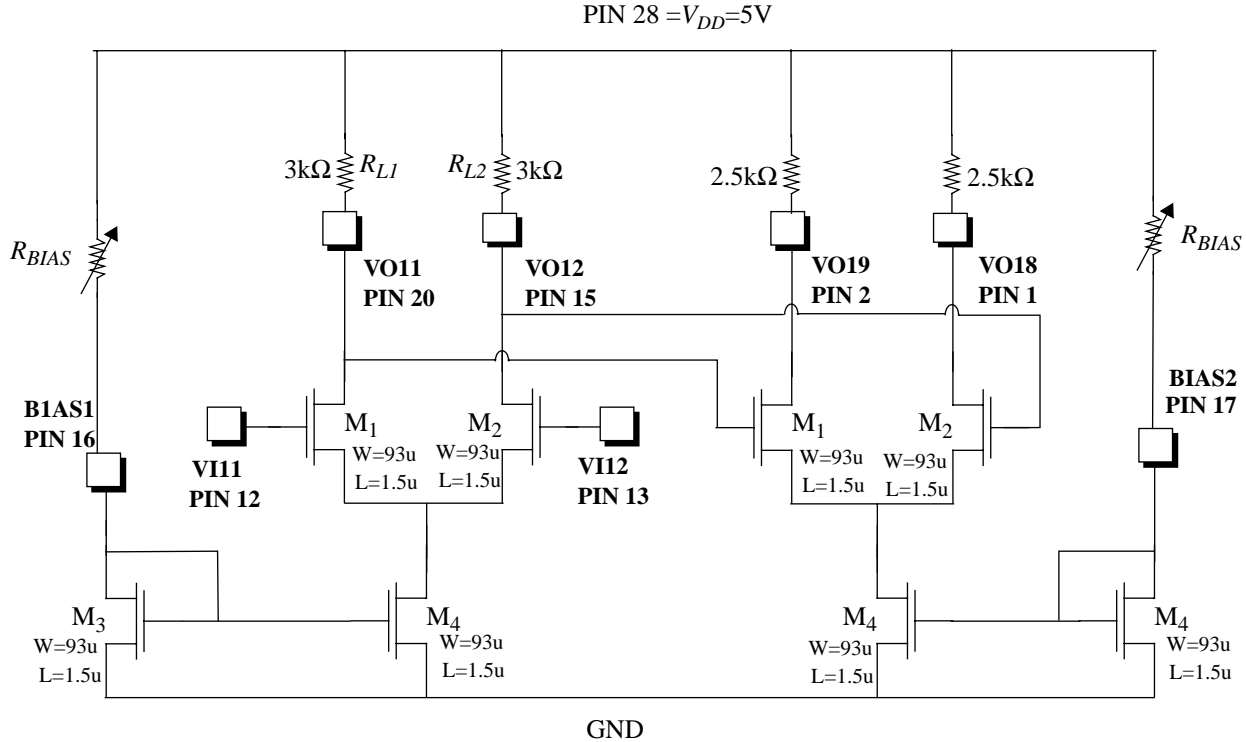 PIN 28 =VDD=5V
3kΩ
RL1
RL2
3kΩ
2.5kΩ
2.5kΩ
RBIAS
RBIAS
VO11
PIN 20
VO12
PIN 15
VO19
PIN 2
VO18
PIN 1
B1AS1
PIN 16
BIAS2
PIN 17
VI11
PIN 12
M1
W=93u
L=1.5u
M2
W=93u
L=1.5u
VI12
PIN 13
M1
W=93u
L=1.5u
M2
W=93u
L=1.5u
M3
W=93u
L=1.5u
M4
W=93u
L=1.5u
M4
W=93u
L=1.5u
M4
W=93u
L=1.5u
GND